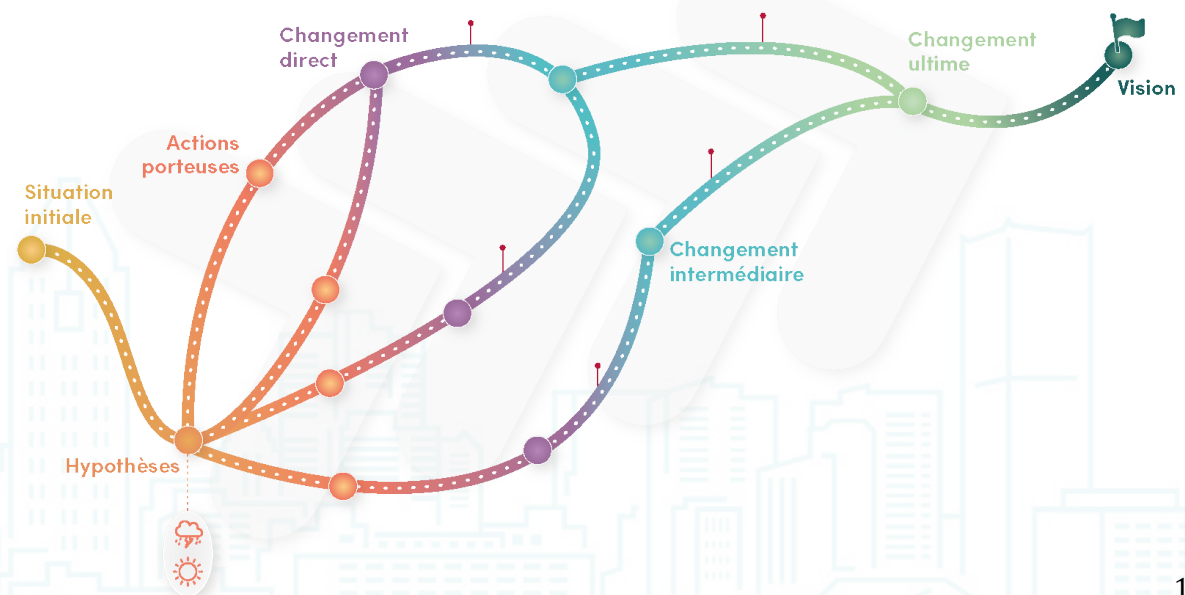 Changement
direct
Changement
ultime
Vision
Actions
porteuses
Situation
initiale
Changement
intermédiaire
Hypothèses
1